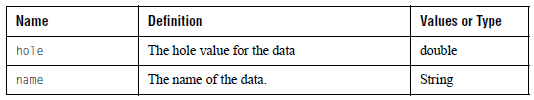 Name Definition Values or Type
hole The hole value for the data double
name The name of the data. String